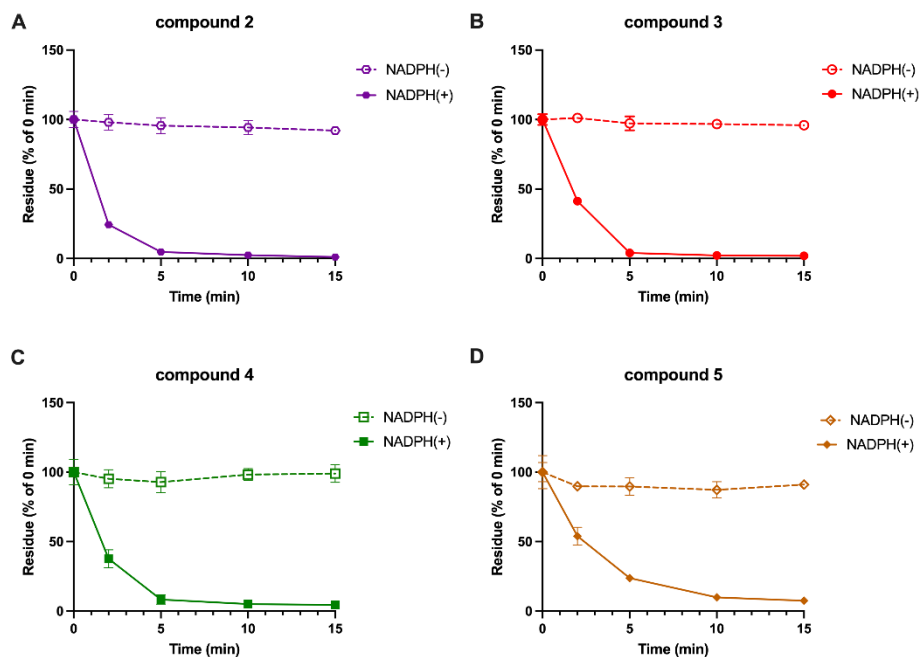 A
compound 2
150
100
50
0
0
5
10
15
Residue (% of 0 min)
Time (min)
NADPH(-)
NADPH(+)
B
compound 3
150
100
50
0
0
5
10
15
Residue (% of 0 min)
Time (min)
NADPH(-)
NADPH(+)
C
compound 4
150
100
50
0
0
5
10
15
Residue (% of 0 min)
Time (min)
NADPH(-)
NADPH(+)
D
compound 5
150
100
50
0
0
5
10
15
Residue (% of 0 min)
Time (min)
NADPH(-)
NADPH(+)